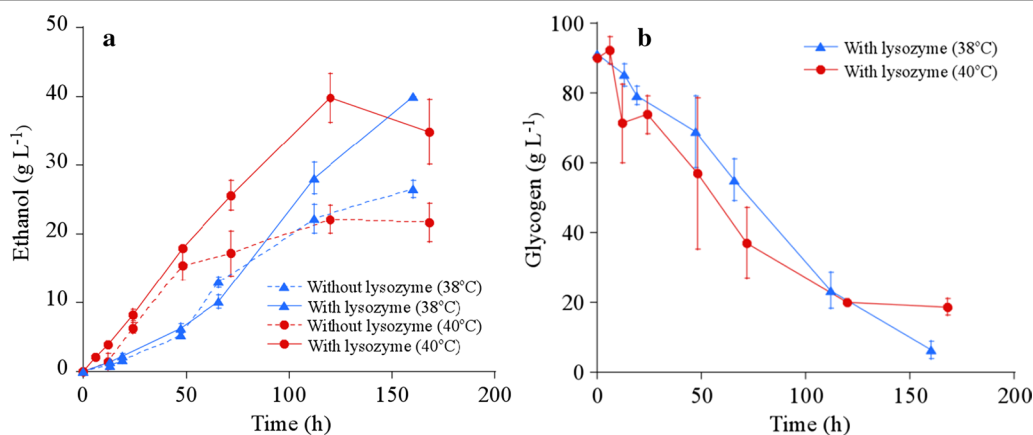 a
Ethanol (g L-1)
50
40
30
20
10
0
0 50 100 150 200
Time (h)
Without lysozyme (38°C)
With lysozyme (38°C)
Without lysozyme (40°C)
With lysozyme (40°C)
b
Glycogen (g L-1)
100
80
60
40
20
0
0 50 100 150 200
Time (h)
With lysozyme (38°C)
With lysozyme (40°C)